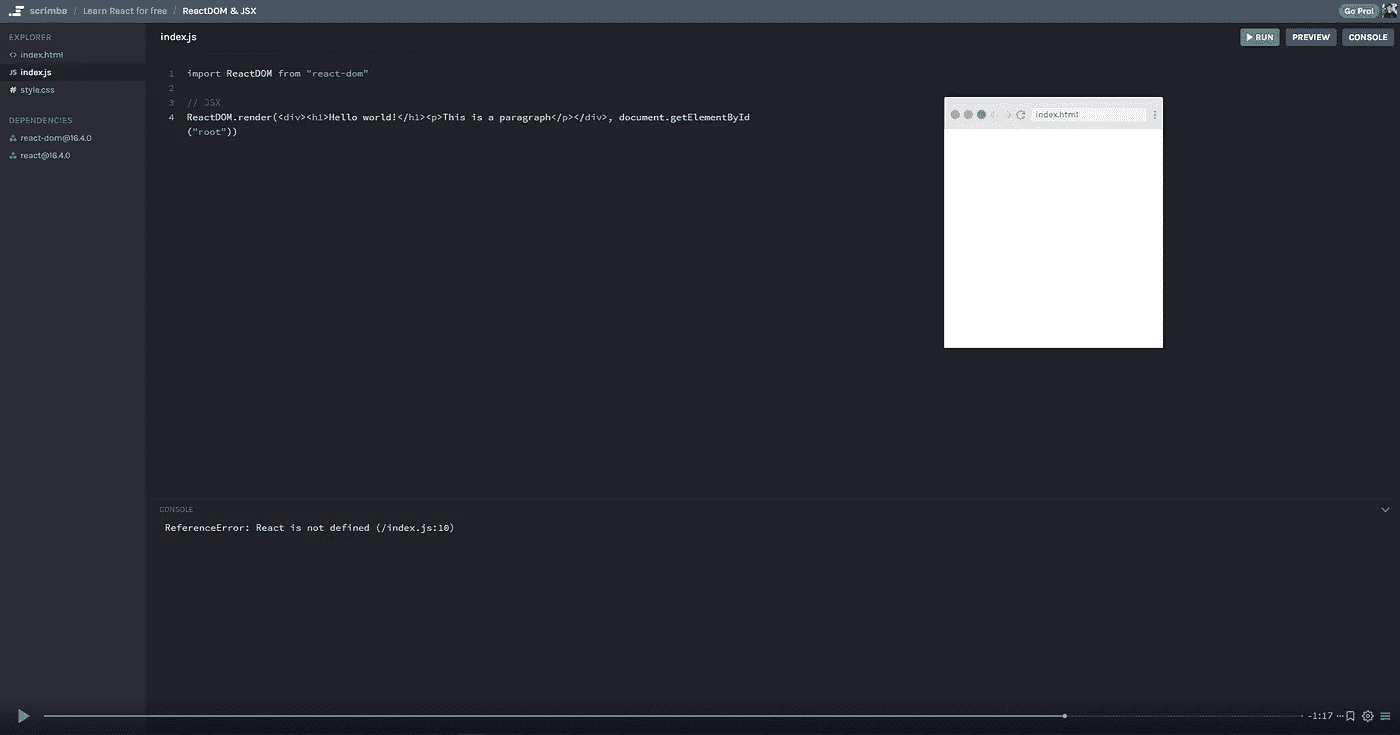 scrimba / Learn React for free / ReactDOM & JSX
Go Pro!
EXPLORER
<> index.html
JS index.js
# style.css
DEPENDENCIES
react-dom@16.4.0
react@16.4.0
index.js
RUN PREVIEW CONSOLE
1 import ReactDOM from "react-dom"
2
3 // JSX
4 ReactDOM.render(<div><h1>Hello world!</h1><p>This is a paragraph</p></div>, document.getElementById
("root"))
index.html
CONSOLE
ReferenceError: React is not defined (/index.js:10)
-1:17